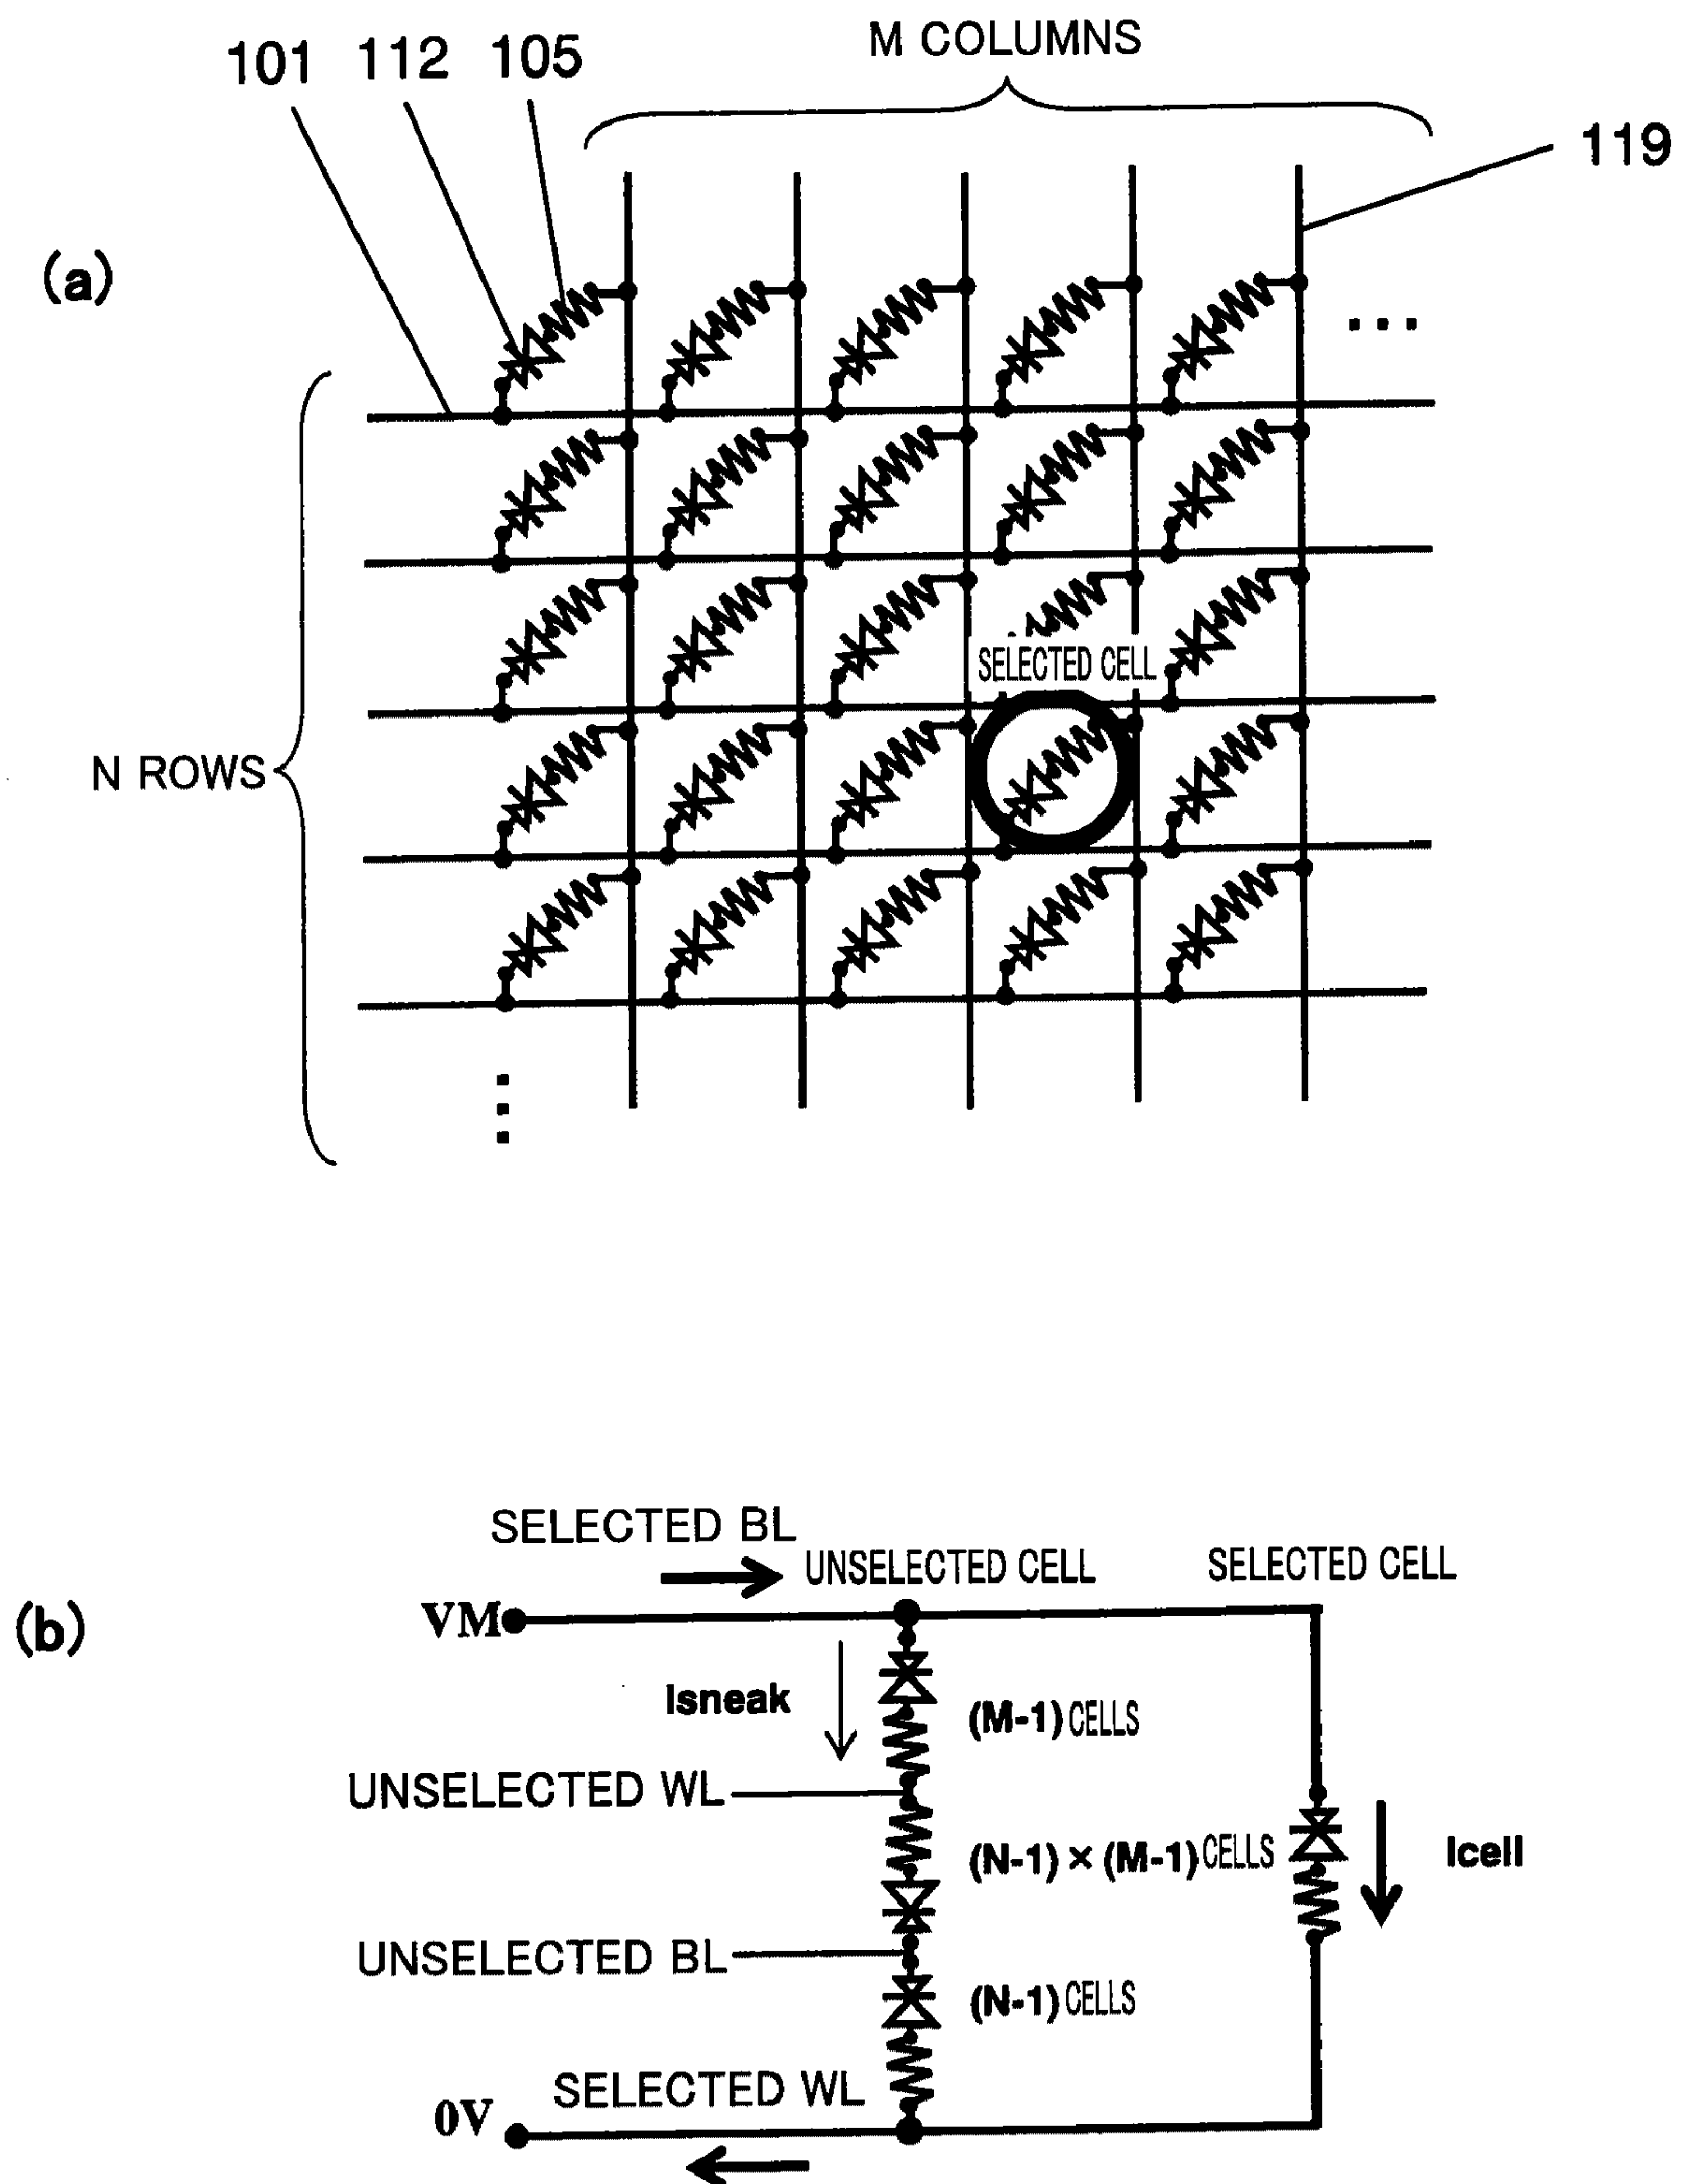 M COLUMNS
101 112 105
119
(a)
...
SELECTED CELL
N ROWS
SELECTED BL
UNSELECTED CELL
SELECTED CELL
(b)
VM
Isneak
(M-1) CELLS
UNSELECTED WL
(N-1) × (M-1) CELLS
Icell
UNSELECTED BL
(N-1) CELLS
SELECTED WL
0V